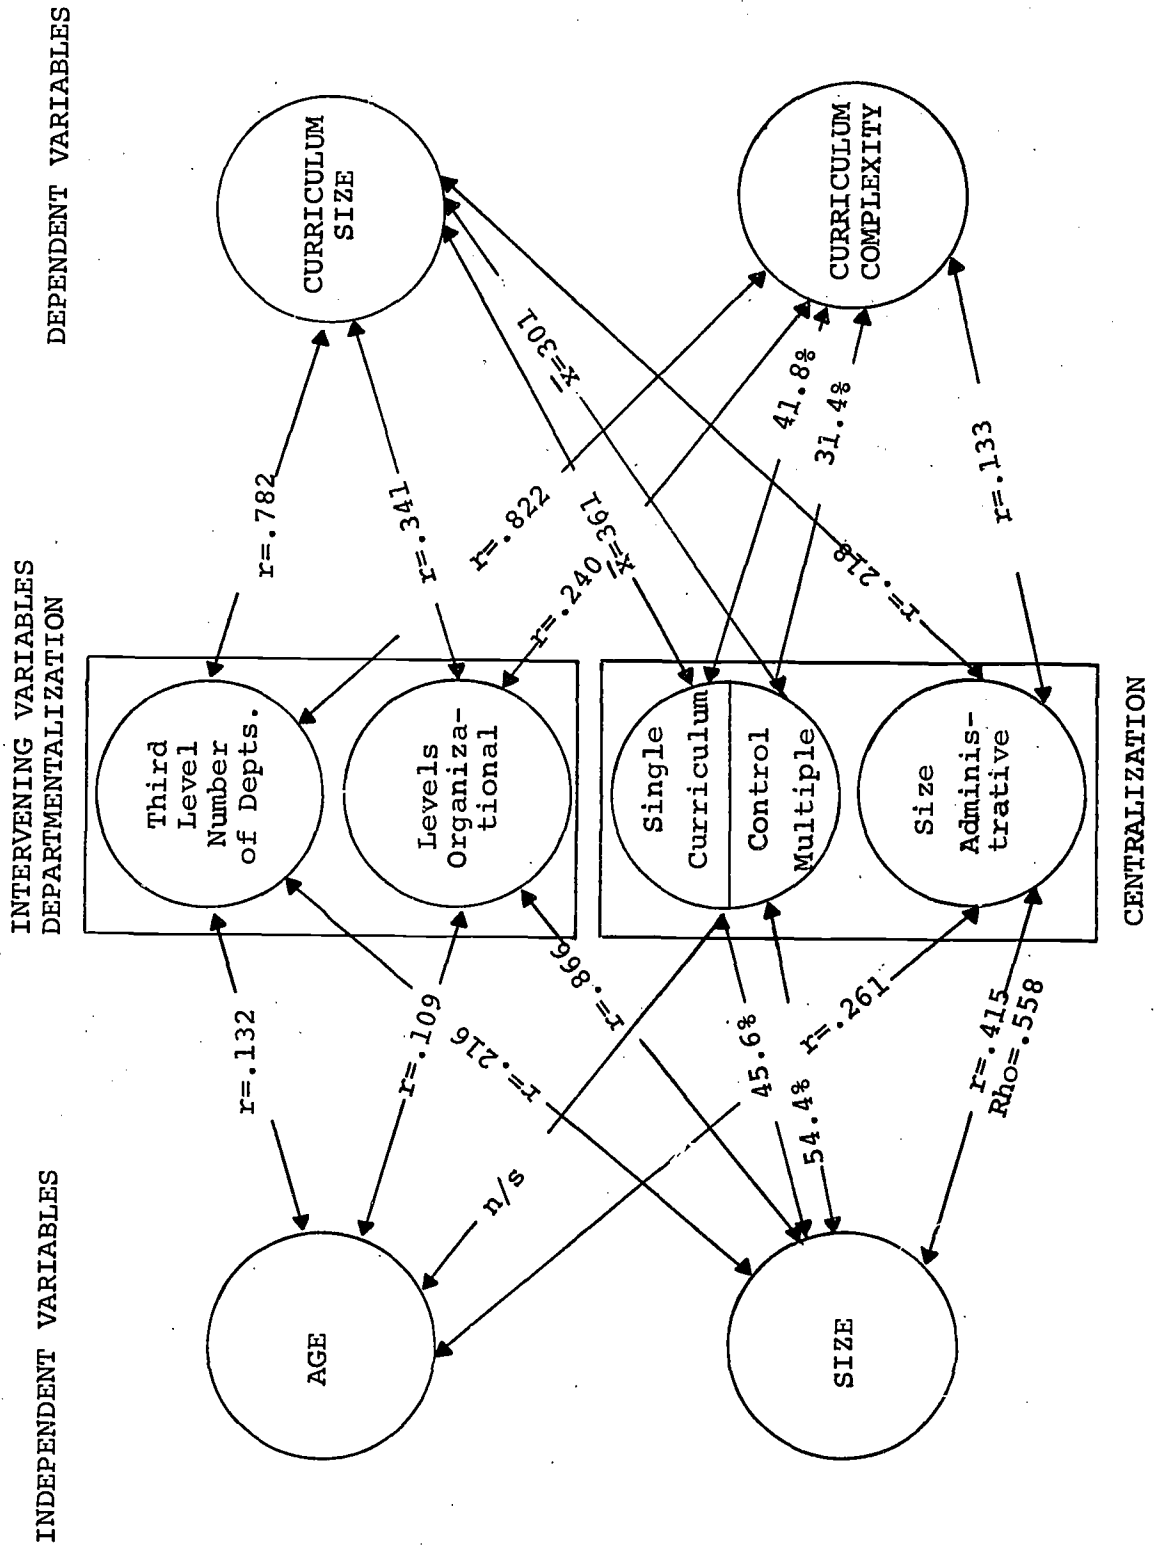 INDEPENDENT VARIABLES
INTERVENING VARIABLES
DEPARTMENTALIZATION
DEPENDENT VARIABLES
AGE
SIZE
r=.132
r=.109
r=.216
n/s
r=.866
45.6%
54.4%
r=.261
r=.415
Rho=.558
Third
Level
Number
of Depts.
Levels
Organiza-
tional
Single
Curriculum
Control
Multiple
Size
Adminis-
trative
CENTRALIZATION
r=.782
r=.341
r=.822
r=.240
x̄=361
x̄=301
41.8%
31.4%
r=.218
r=.133
CURRICULUM
SIZE
CURRICULUM
COMPLEXITY